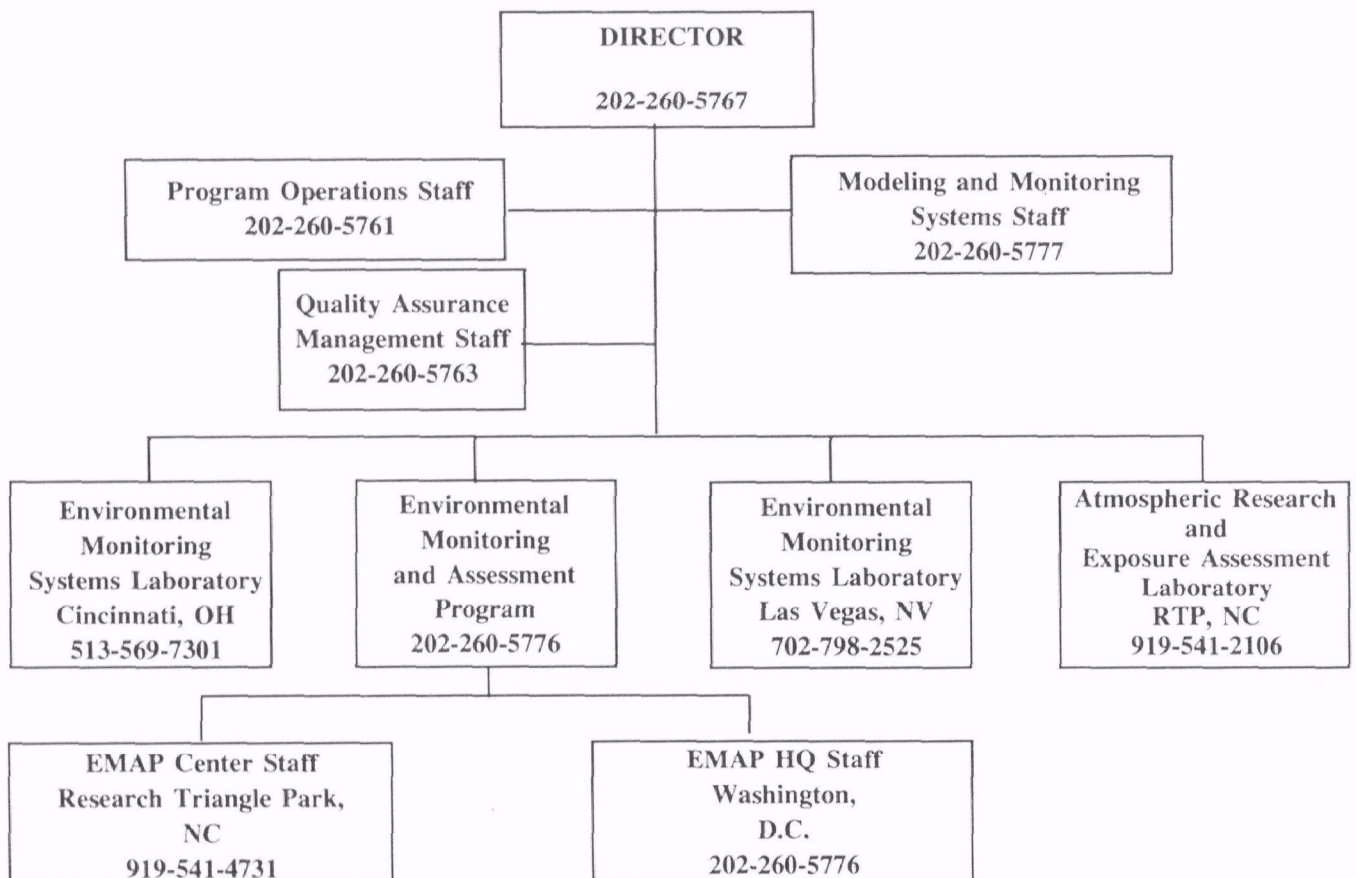 DIRECTOR
202-260-5767
Program Operations Staff
202-260-5761
Modeling and Monitoring
Systems Staff
202-260-5777
Quality Assurance
Management Staff
202-260-5763
Environmental
Monitoring
Systems Laboratory
Cincinnati, OH
513-569-7301
Environmental
Monitoring
and Assessment
Program
202-260-5776
Environmental
Monitoring
Systems Laboratory
Las Vegas, NV
702-798-2525
Atmospheric Research
and
Exposure Assessment
Laboratory
RTP, NC
919-541-2106
EMAP Center Staff
Research Triangle Park,
NC
919-541-4731
EMAP HQ Staff
Washington,
D.C.
202-260-5776